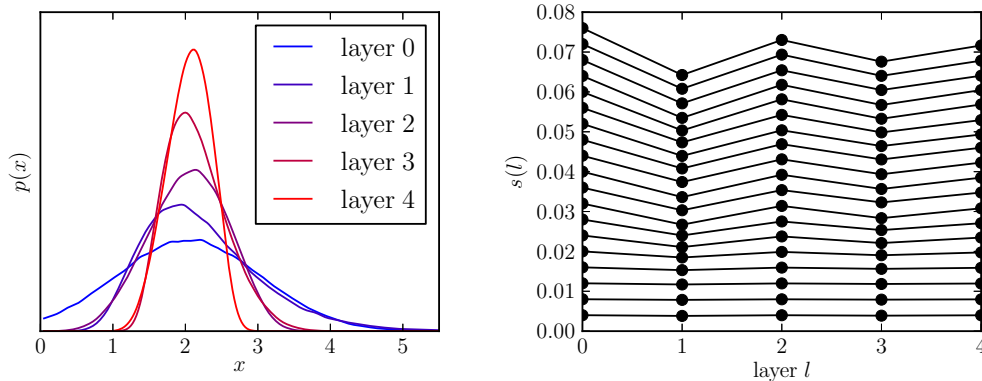 layer 0
layer 1
layer 2
layer 3
layer 4
p(x)
0 1 2 3 4 5
x
0.08
0.07
0.06
0.05
0.04
0.03
0.02
0.01
0.00
s(l)
0 1 2 3 4
layer l